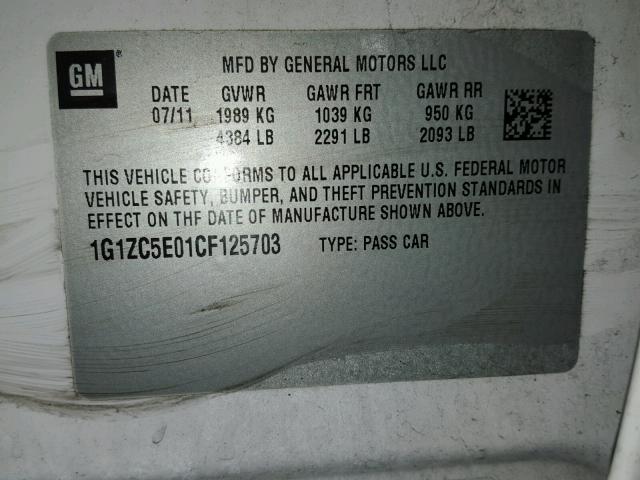 GM ®
MFD BY GENERAL MOTORS LLC
DATE GVWR GAWR FRT GAWR RR
07/11 1989 KG 1039 KG 950 KG
4384 LB 2291 LB 2093 LB
THIS VEHICLE CONFORMS TO ALL APPLICABLE U.S. FEDERAL MOTOR
VEHICLE SAFETY, BUMPER, AND THEFT PREVENTION STANDARDS IN
EFFECT ON THE DATE OF MANUFACTURE SHOWN ABOVE.
1G1ZC5E01CF125703 TYPE: PASS CAR